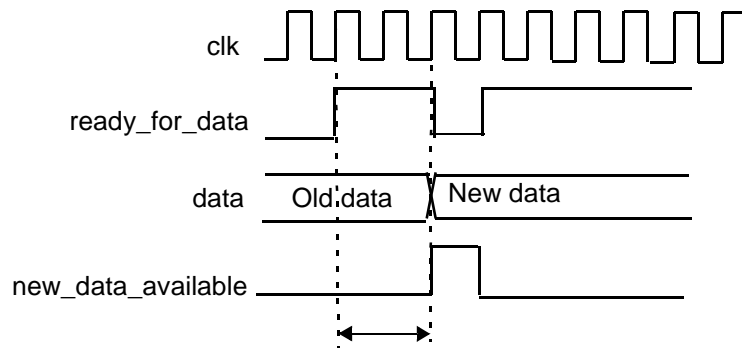 clk
ready_for_data
data
Old data
New data
new_data_available